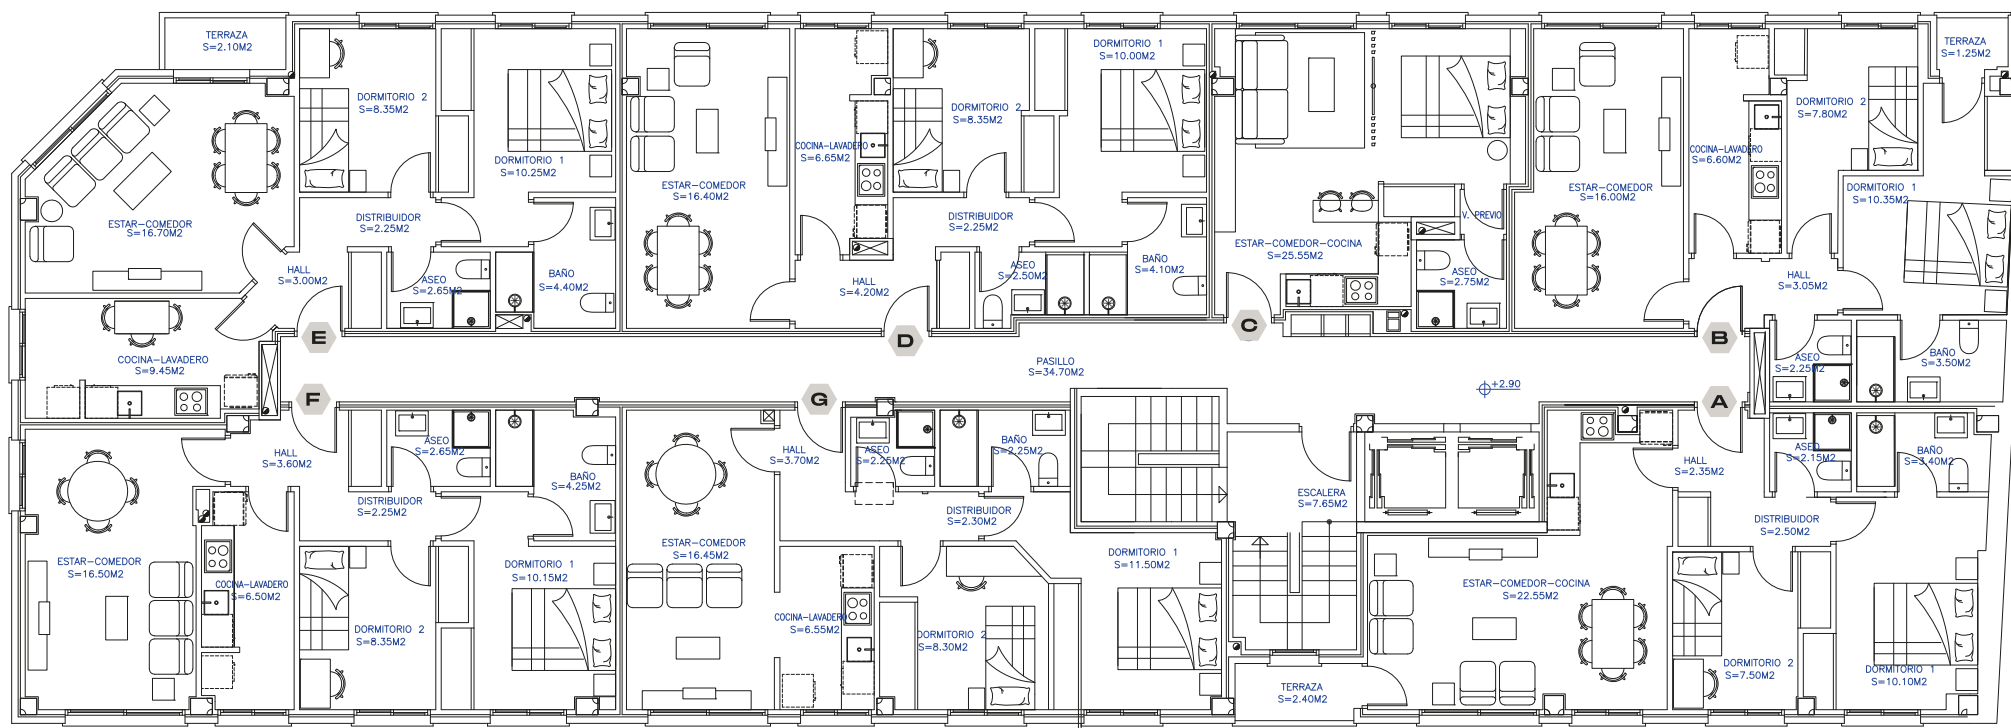 TERRAZA
S=2.10M2
DORMITORIO 2
S=8.35M2
DORMITORIO 1
S=10.25M2
ESTAR-COMEDOR
S=16.70M2
DISTRIBUIDOR
S=2.25M2
HALL
S=3.00M2
ASEO
S=2.65M2
BAÑO
S=4.40M2
COCINA-LAVADERO
S=9.45M2
E
ESTAR-COMEDOR
S=16.40M2
COCINA-LAVADERO
S=6.65M2
DORMITORIO 2
S=8.35M2
DORMITORIO 1
S=10.00M2
DISTRIBUIDOR
S=2.25M2
HALL
S=4.20M2
ASEO
S=2.50M2
BAÑO
S=4.10M2
D
ESTAR-COMEDOR-COCINA
S=25.55M2
V. PREVIO
ASEO
S=2.75M2
C
ESTAR-COMEDOR
S=16.00M2
COCINA-LAVADERO
S=6.60M2
DORMITORIO 2
S=7.80M2
TERRAZA
S=1.25M2
DORMITORIO 1
S=10.35M2
HALL
S=3.05M2
ASEO
S=2.25M2
BAÑO
S=3.50M2
B
PASILLO
S=34.70M2
+2.90
F
HALL
S=3.60M2
ASEO
S=2.65M2
BAÑO
S=4.25M2
DISTRIBUIDOR
S=2.25M2
ESTAR-COMEDOR
S=16.50M2
COCINA-LAVADERO
S=6.50M2
DORMITORIO 2
S=8.35M2
DORMITORIO 1
S=10.15M2
G
HALL
S=3.70M2
ASEO
S=2.25M2
BAÑO
S=2.25M2
DISTRIBUIDOR
S=2.30M2
ESTAR-COMEDOR
S=16.45M2
COCINA-LAVADERO
S=6.55M2
DORMITORIO 2
S=8.30M2
DORMITORIO 1
S=11.50M2
ESCALERA
S=7.65M2
TERRAZA
S=2.40M2
A
HALL
S=2.35M2
ASEO
S=2.15M2
BAÑO
S=3.40M2
DISTRIBUIDOR
S=2.50M2
ESTAR-COMEDOR-COCINA
S=22.55M2
DORMITORIO 2
S=7.50M2
DORMITORIO 1
S=10.10M2